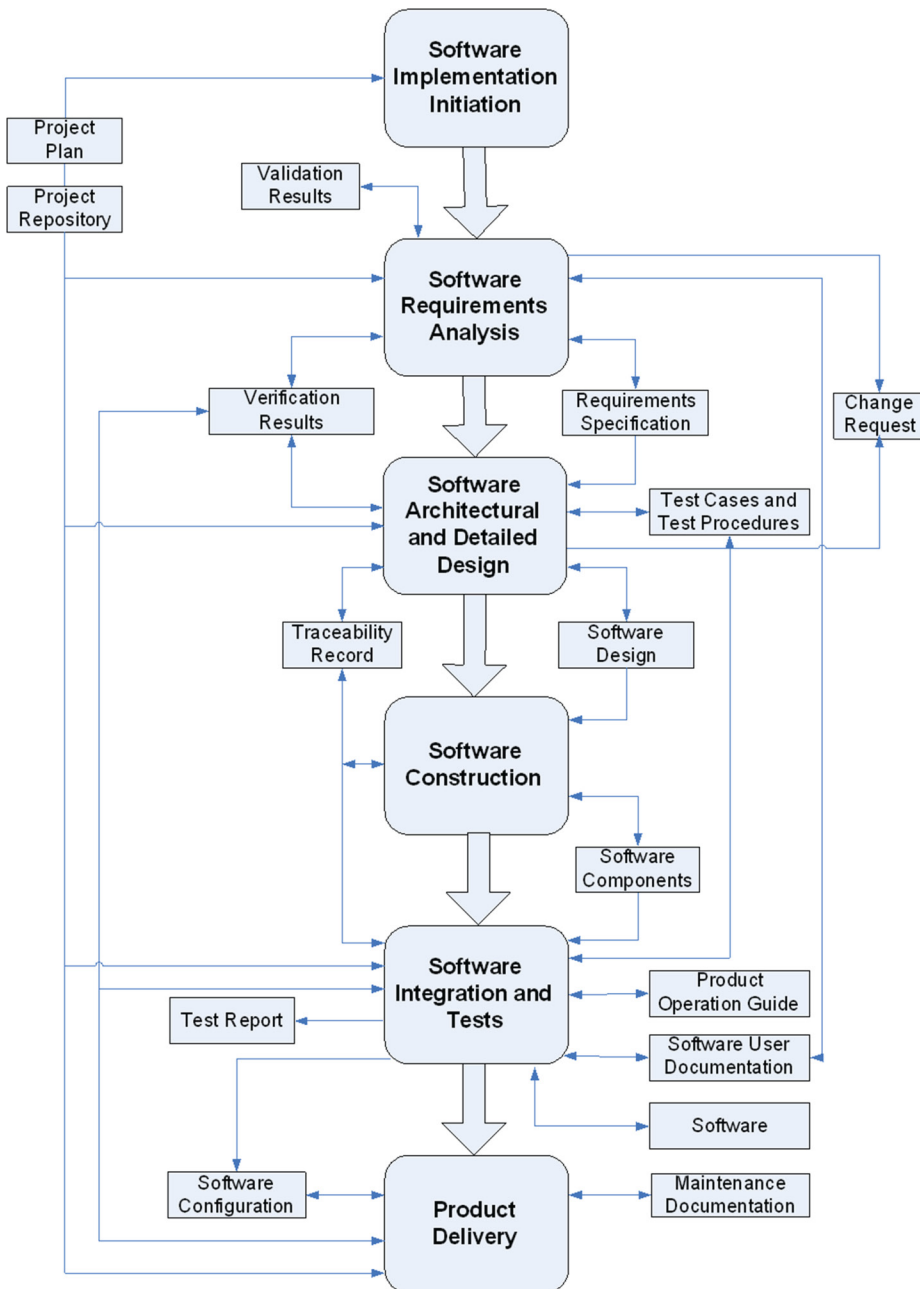 Software
Implementation
Initiation
Project
Plan
Validation
Results
Project
Repository
Software
Requirements
Analysis
Verification
Results
Requirements
Specification
Change
Request
Software
Architectural
and Detailed
Design
Test Cases and
Test Procedures
Traceability
Record
Software
Design
Software
Construction
Software
Components
Software
Integration and
Tests
Product
Operation Guide
Test Report
Software User
Documentation
Software
Software
Configuration
Product
Delivery
Maintenance
Documentation